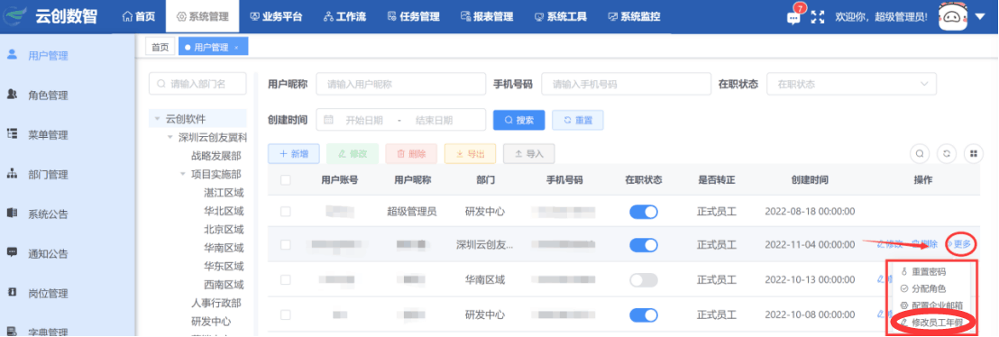 云创数智 首页 系统管理 业务平台 工作流 任务管理 报表管理 系统工具 系统监控 7 欢迎你，超级管理员!
首页 用户管理 ×
用户管理
角色管理
菜单管理
部门管理
系统公告
通知公告
岗位管理
字典管理
请输入部门名
云创软件
深圳云创友翼科
战略发展部
项目实施部
湛江区域
华北区域
北京区域
华南区域
华东区域
西南区域
人事行政部
研发中心
用户昵称 请输入用户昵称 手机号码 请输入手机号码 在职状态 在职状态
创建时间 开始日期 - 结束日期 搜索 重置
+ 新增 修改 删除 导出 导入
用户账号 用户昵称 部门 手机号码 在职状态 是否转正 创建时间 操作
超级管理员 研发中心 正式员工 2022-08-18 00:00:00
深圳云创友... 正式员工 2022-11-04 00:00:00 修改 删除 更多
华南区域 正式员工 2022-10-13 00:00:00
研发中心 正式员工 2022-10-08 00:00:00
重置密码
分配角色
配置企业邮箱
修改员工年假